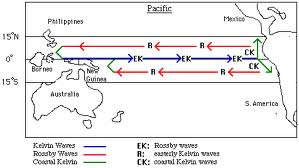 Pacific
Philippines
Mexico
15°N
R R R
CK
0°
EK EK EK
CK
Borneo
New
Guinea
R R R
15°S
Australia
S. America
Kelvin Waves EK: Rossby waves
Rossby Waves R: easterly Kelvin Waves
Coastal Kelvin CK: coastal Kelvin Waves